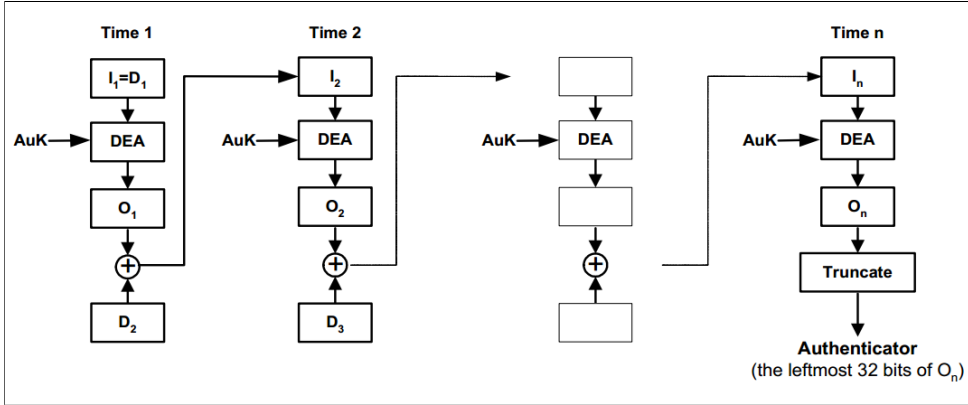 Time 1
Time 2
Time n
I₁=D₁
I₂
Iₙ
AuK
DEA
AuK
DEA
AuK
DEA
AuK
DEA
O₁
O₂
Oₙ
Truncate
D₂
D₃
Authenticator
(the leftmost 32 bits of Oₙ)